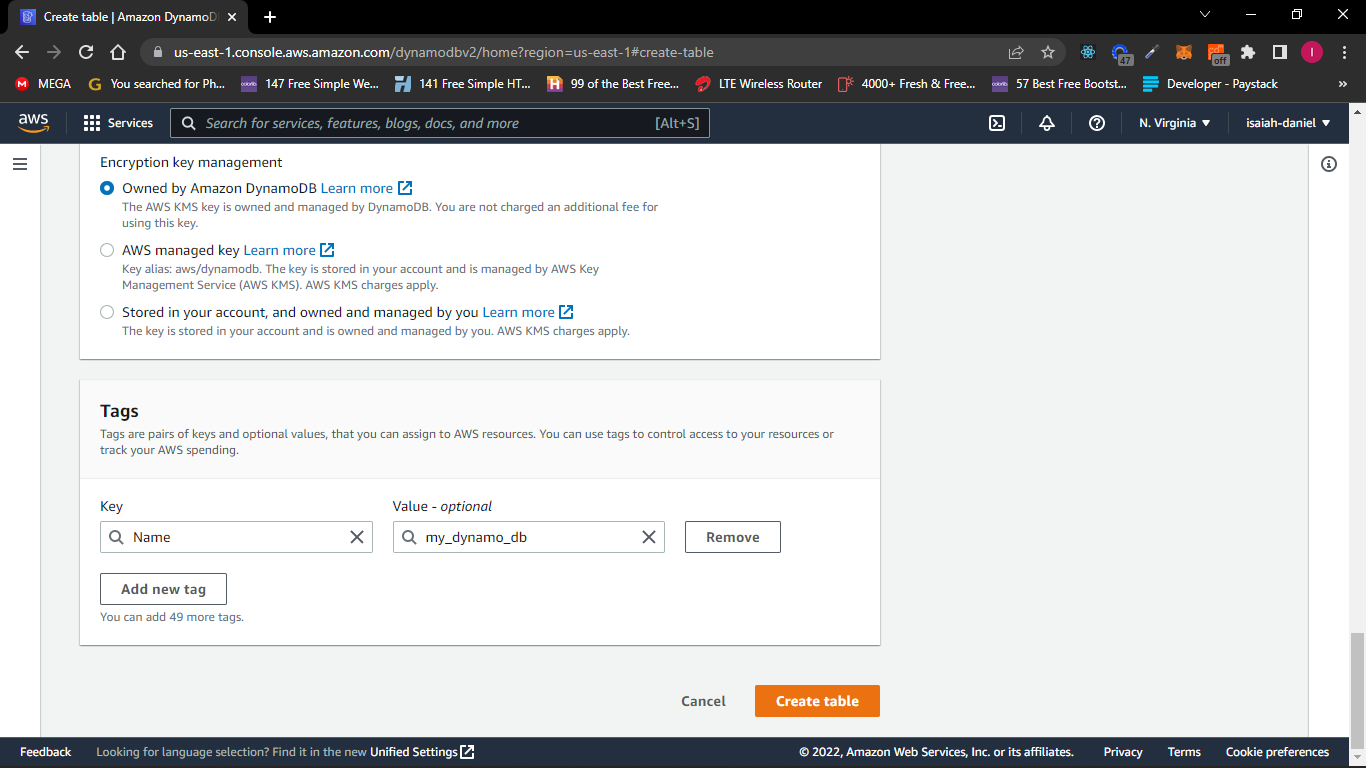 Create table | Amazon DynamoD
us-east-1.console.aws.amazon.com/dynamodbv2/home?region=us-east-1#create-table
47
off
I
M MEGA
G You searched for Ph...
colorlib 147 Free Simple We...
141 Free Simple HT...
H 99 of the Best Free...
LTE Wireless Router
4000+ Fresh & Free...
colorlib 57 Best Free Bootst...
Developer - Paystack
»
aws
Services
Search for services, features, blogs, docs, and more [Alt+S]
N. Virginia
isaiah-daniel
Encryption key management
Owned by Amazon DynamoDB Learn more
The AWS KMS key is owned and managed by DynamoDB. You are not charged an additional fee for
using this key.
AWS managed key Learn more
Key alias: aws/dynamodb. The key is stored in your account and is managed by AWS Key
Management Service (AWS KMS). AWS KMS charges apply.
Stored in your account, and owned and managed by you Learn more
The key is stored in your account and is owned and managed by you. AWS KMS charges apply.
Tags
Tags are pairs of keys and optional values, that you can assign to AWS resources. You can use tags to control access to your resources or
track your AWS spending.
Key
Value - optional
Name
my_dynamo_db
Remove
Add new tag
You can add 49 more tags.
Cancel
Create table
Feedback
Looking for language selection? Find it in the new Unified Settings
© 2022, Amazon Web Services, Inc. or its affiliates.
Privacy
Terms
Cookie preferences